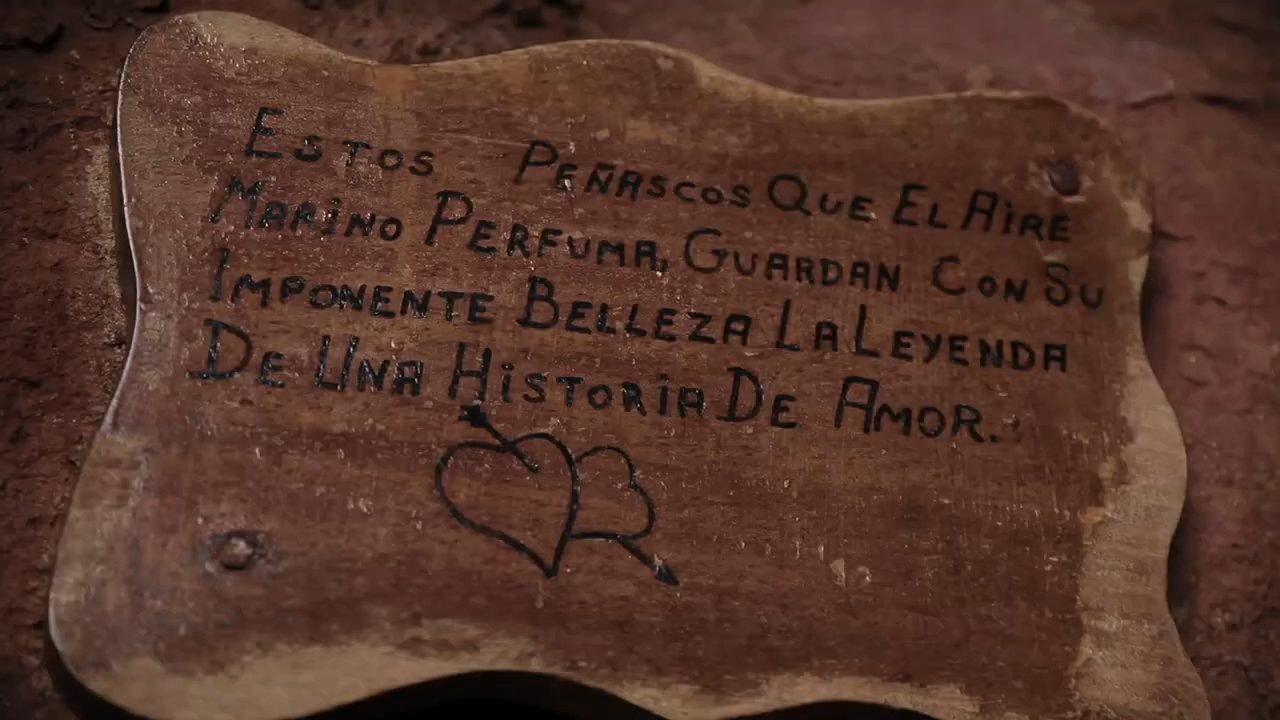 Estos Peñascos Que El Aire
Marino Perfuma, Guardan Con Su
Imponente Belleza La Leyenda
De Una Historia De Amor.